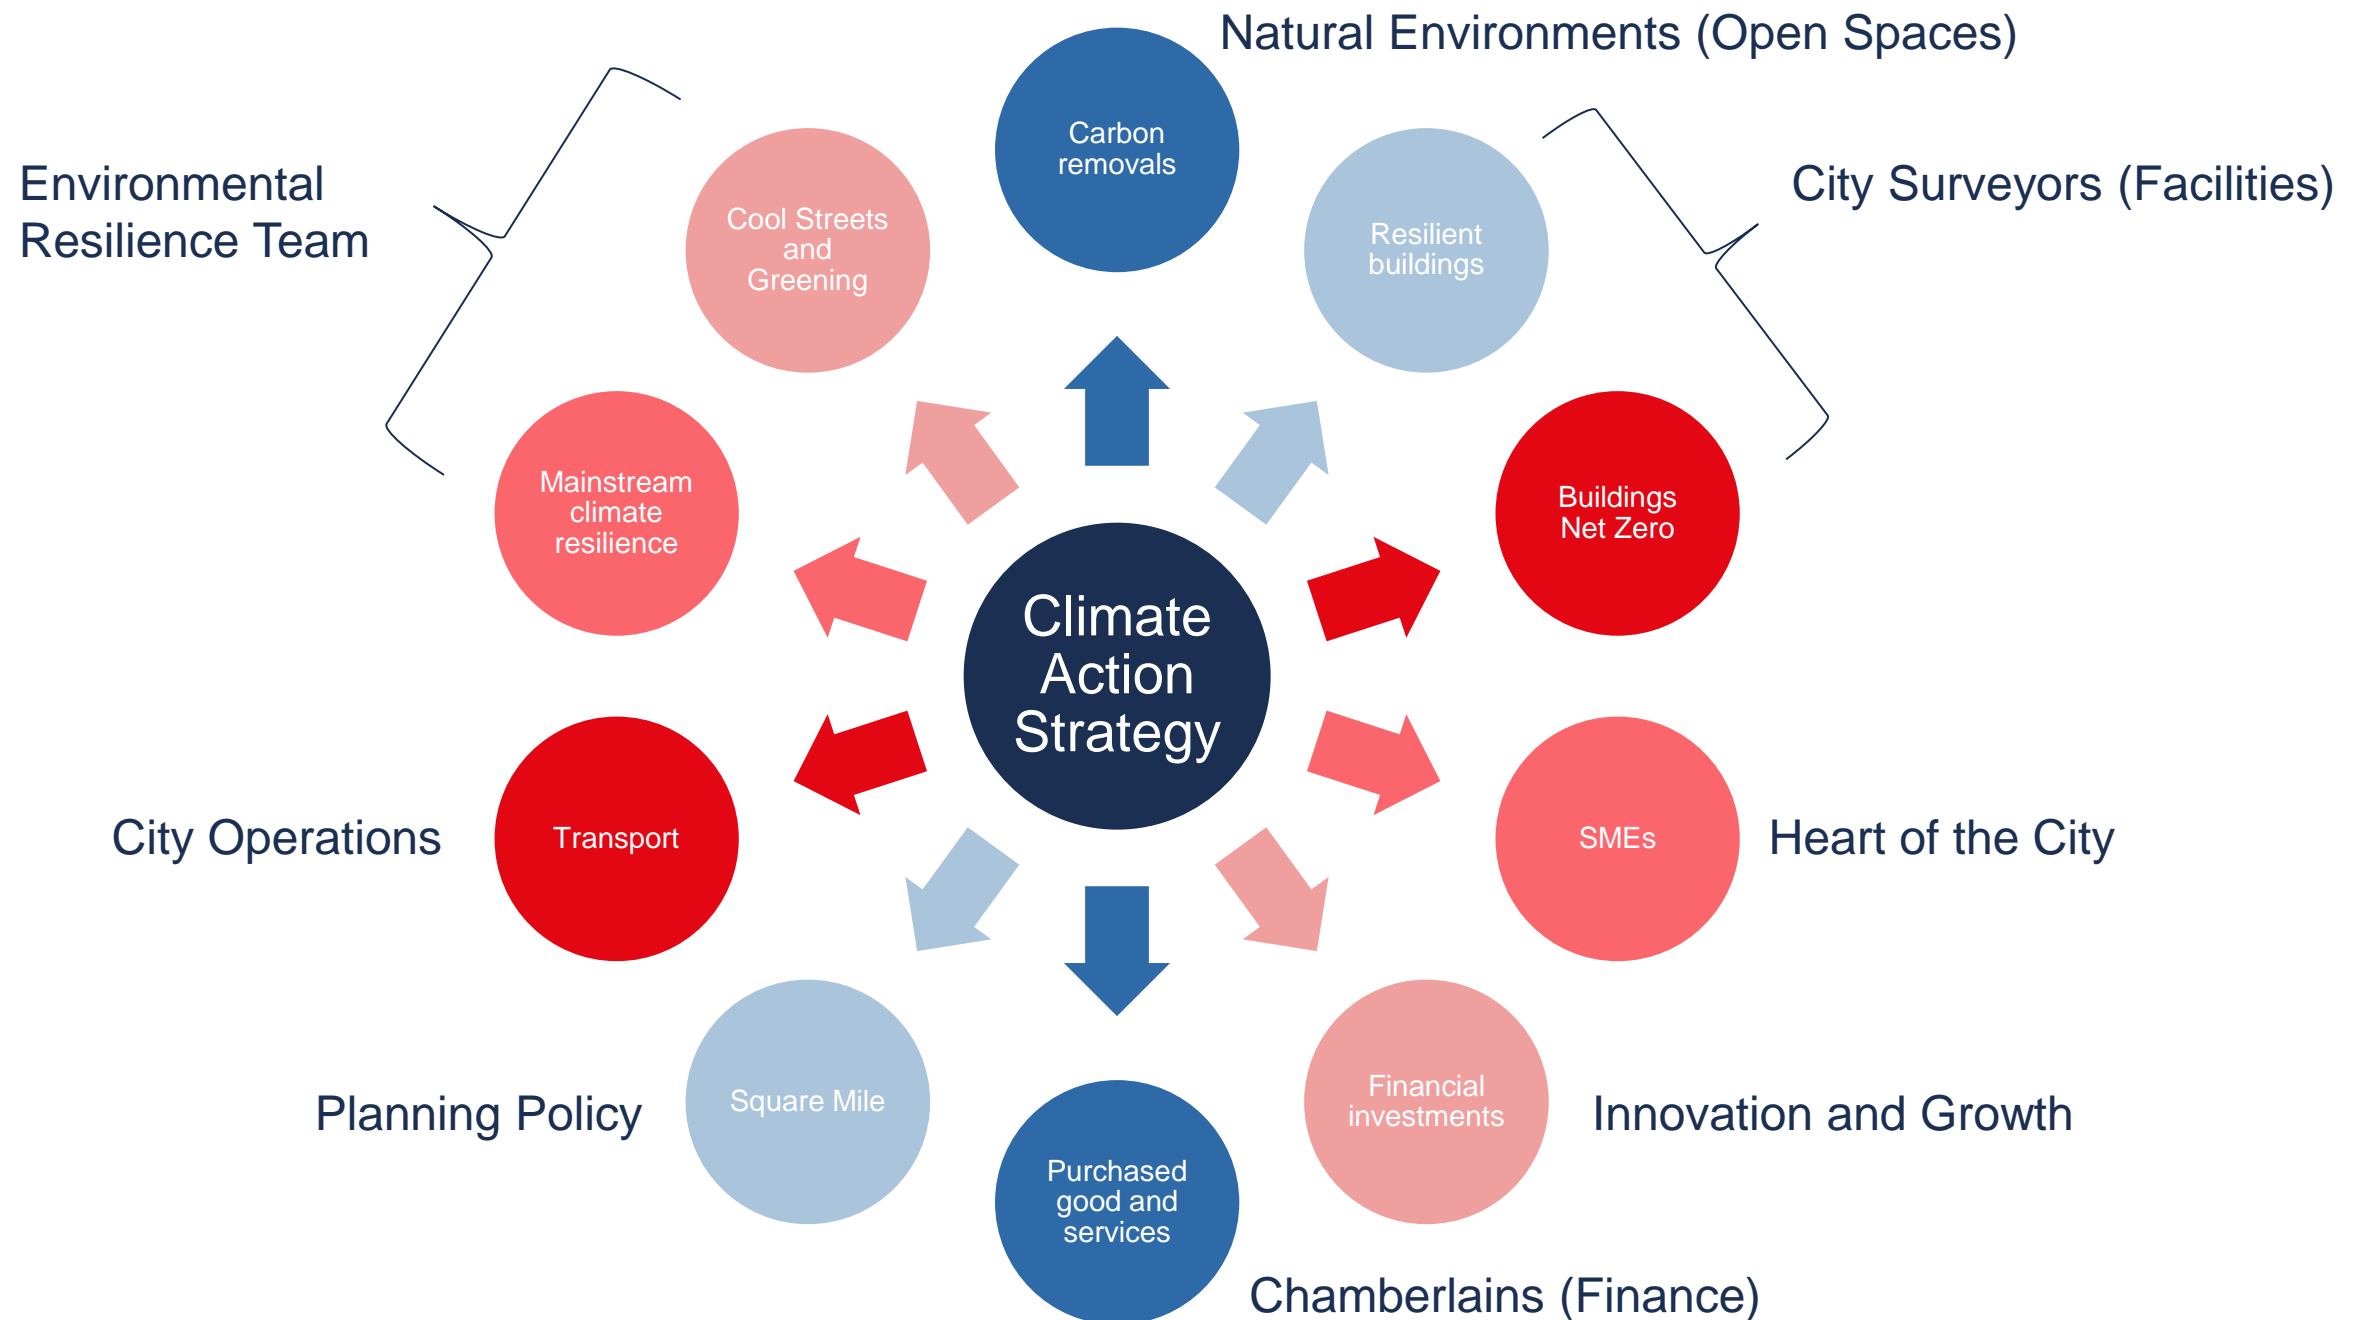 Natural Environments (Open Spaces)
Carbon
removals
Environmental
Resilience Team
City Surveyors (Facilities)
Cool Streets
and
Greening
Resilient
buildings
Mainstream
climate
resilience
Buildings
Net Zero
Climate
Action
Strategy
City Operations
Transport
SMEs
Heart of the City
Planning Policy
Square Mile
Financial
investments
Innovation and Growth
Purchased
good and
services
Chamberlains (Finance)